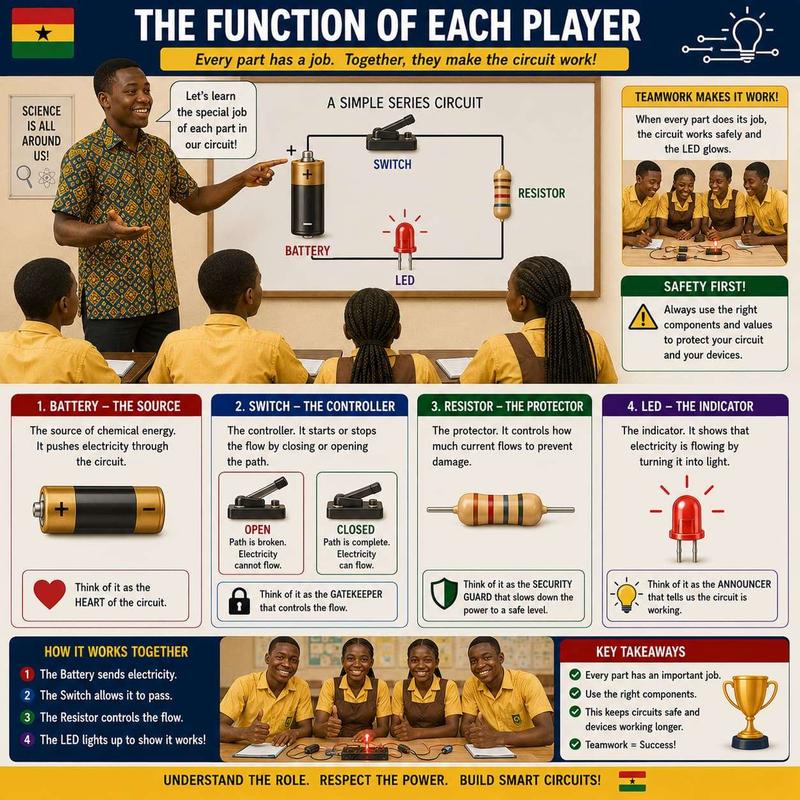 THE FUNCTION OF EACH PLAYER
Every part has a job. Together, they make the circuit work!
SCIENCE
IS ALL
AROUND
US!
Let's learn
the special job
of each part in
our circuit!
A SIMPLE SERIES CIRCUIT
SWITCH
+
+
-
BATTERY
RESISTOR
LED
TEAMWORK MAKES IT WORK!
When every part does its job,
the circuit works safely and
the LED glows.
SAFETY FIRST!
Always use the right
components and values
to protect your circuit
and your devices.
1. BATTERY – THE SOURCE
The source of chemical energy.
It pushes electricity through
the circuit.
+ −
Think of it as the
HEART of the circuit.
2. SWITCH – THE CONTROLLER
The controller. It starts or stops
the flow by closing or opening
the path.
OPEN
Path is broken.
Electricity
cannot flow.
CLOSED
Path is complete.
Electricity
can flow.
Think of it as the GATEKEEPER
that controls the flow.
3. RESISTOR – THE PROTECTOR
The protector. It controls how
much current flows to prevent
damage.
Think of it as the SECURITY
GUARD that slows down the
power to a safe level.
4. LED – THE INDICATOR
The indicator. It shows that
electricity is flowing by
turning it into light.
Think of it as the ANNOUNCER
that tells us the circuit is
working.
HOW IT WORKS TOGETHER
1 The Battery sends electricity.
2 The Switch allows it to pass.
3 The Resistor controls the flow.
4 The LED lights up to show it works!
KEY TAKEAWAYS
Every part has an important job.
Use the right components.
This keeps circuits safe and
devices working longer.
Teamwork = Success!
UNDERSTAND THE ROLE. RESPECT THE POWER. BUILD SMART CIRCUITS!